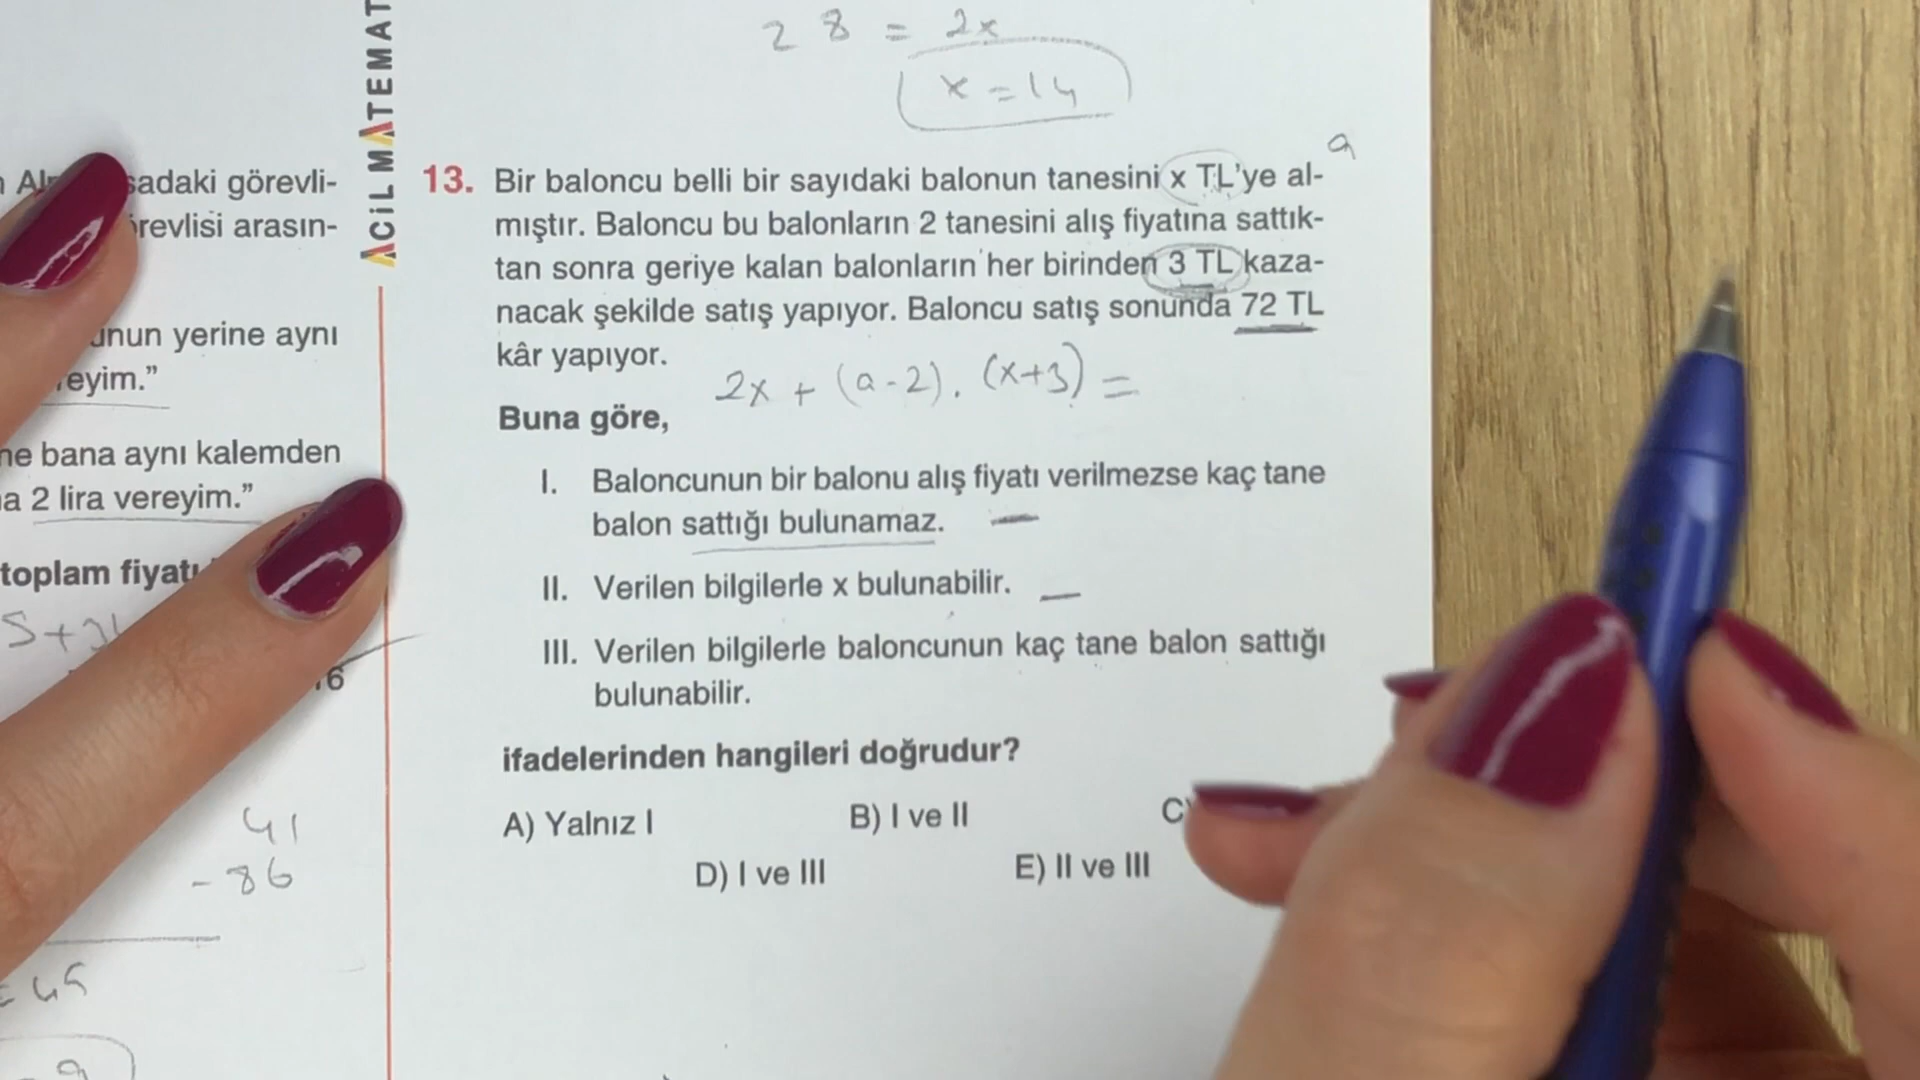 28 = 2x
x = 14
ACİL MATEMAT
sadaki görevli-
revlisi arasın-
unun yerine aynı
eyim.”
ne bana aynı kalemden
a 2 lira vereyim.”
toplam fiyatı
41
- 86
a
13. Bir baloncu belli bir sayıdaki balonun tanesini x TL'ye al-
mıştır. Baloncu bu balonların 2 tanesini alış fiyatına sattık-
tan sonra geriye kalan balonların her birinden 3 TL kaza-
nacak şekilde satış yapıyor. Baloncu satış sonunda 72 TL
kâr yapıyor.
2x + (a-2). (x+3) =
Buna göre,
I. Baloncunun bir balonu alış fiyatı verilmezse kaç tane
balon sattığı bulunamaz.
II. Verilen bilgilerle x bulunabilir.
III. Verilen bilgilerle baloncunun kaç tane balon sattığı
bulunabilir.
ifadelerinden hangileri doğrudur?
A) Yalnız I B) I ve II C)
D) I ve III E) II ve III